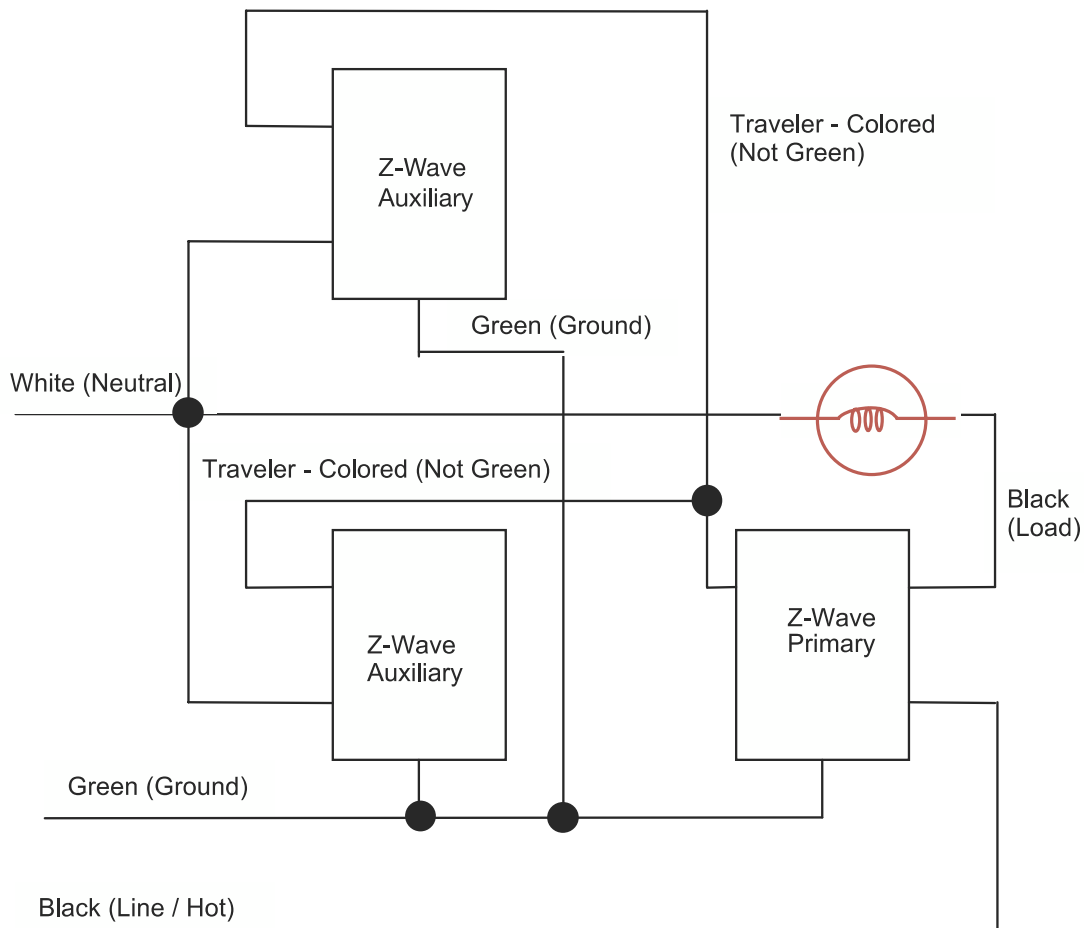 Traveler - Colored
(Not Green)
Z-Wave
Auxiliary
Green (Ground)
White (Neutral)
Traveler - Colored (Not Green)
Black
(Load)
Z-Wave
Auxiliary
Z-Wave
Primary
Green (Ground)
Black (Line / Hot)